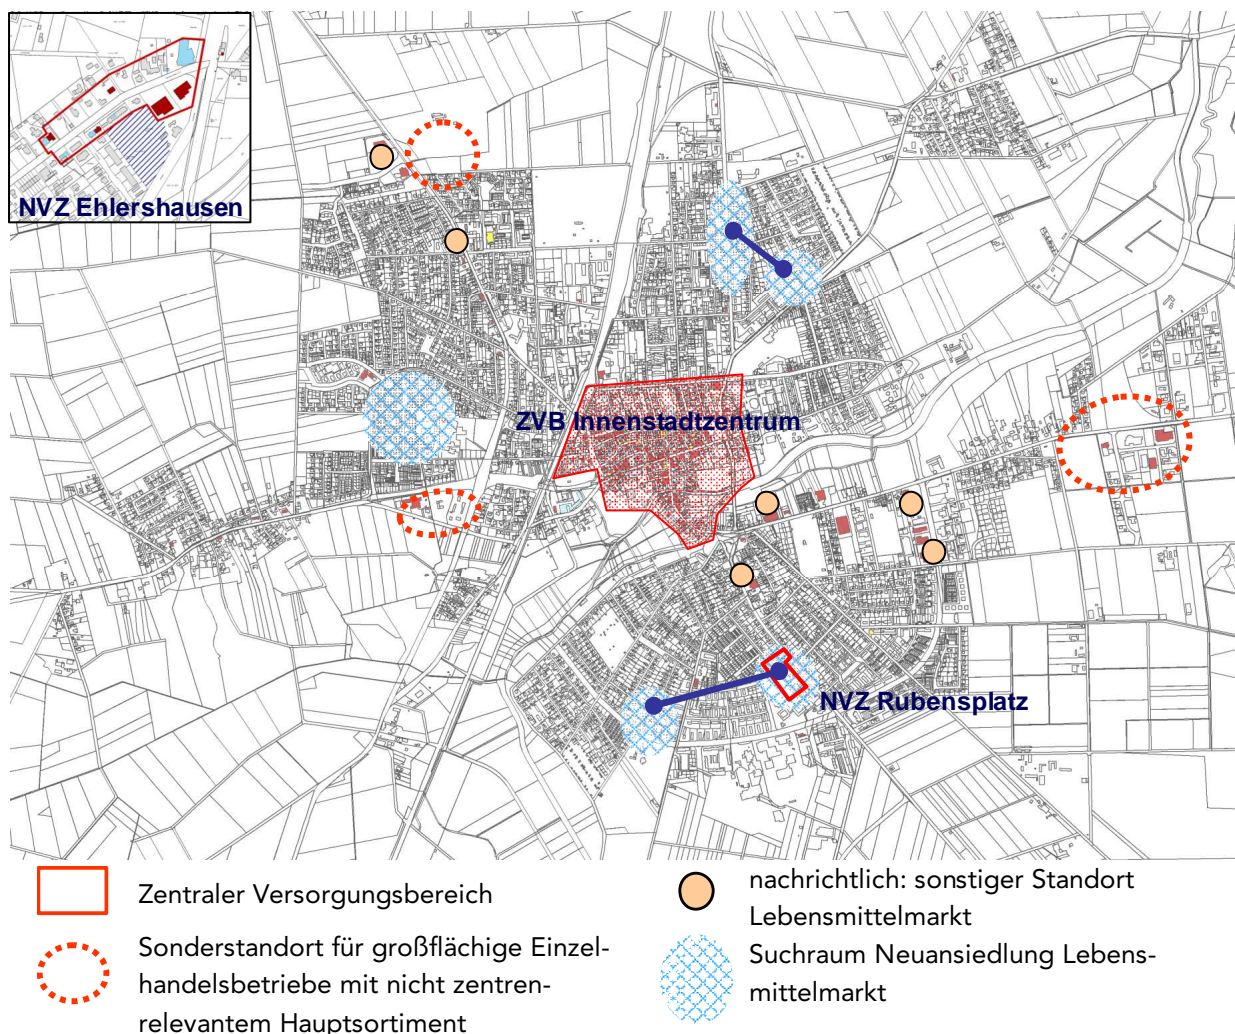 NVZ Ehlershausen
ZVB Innenstadtzentrum
NVZ Rubensplatz
Zentraler Versorgungsbereich
Sonderstandort für großflächige Einzel-
handelsbetriebe mit nicht zentren-
relevantem Hauptsortiment
nachrichtlich: sonstiger Standort
Lebensmittelmarkt
Suchraum Neuansiedlung Lebens-
mittelmarkt